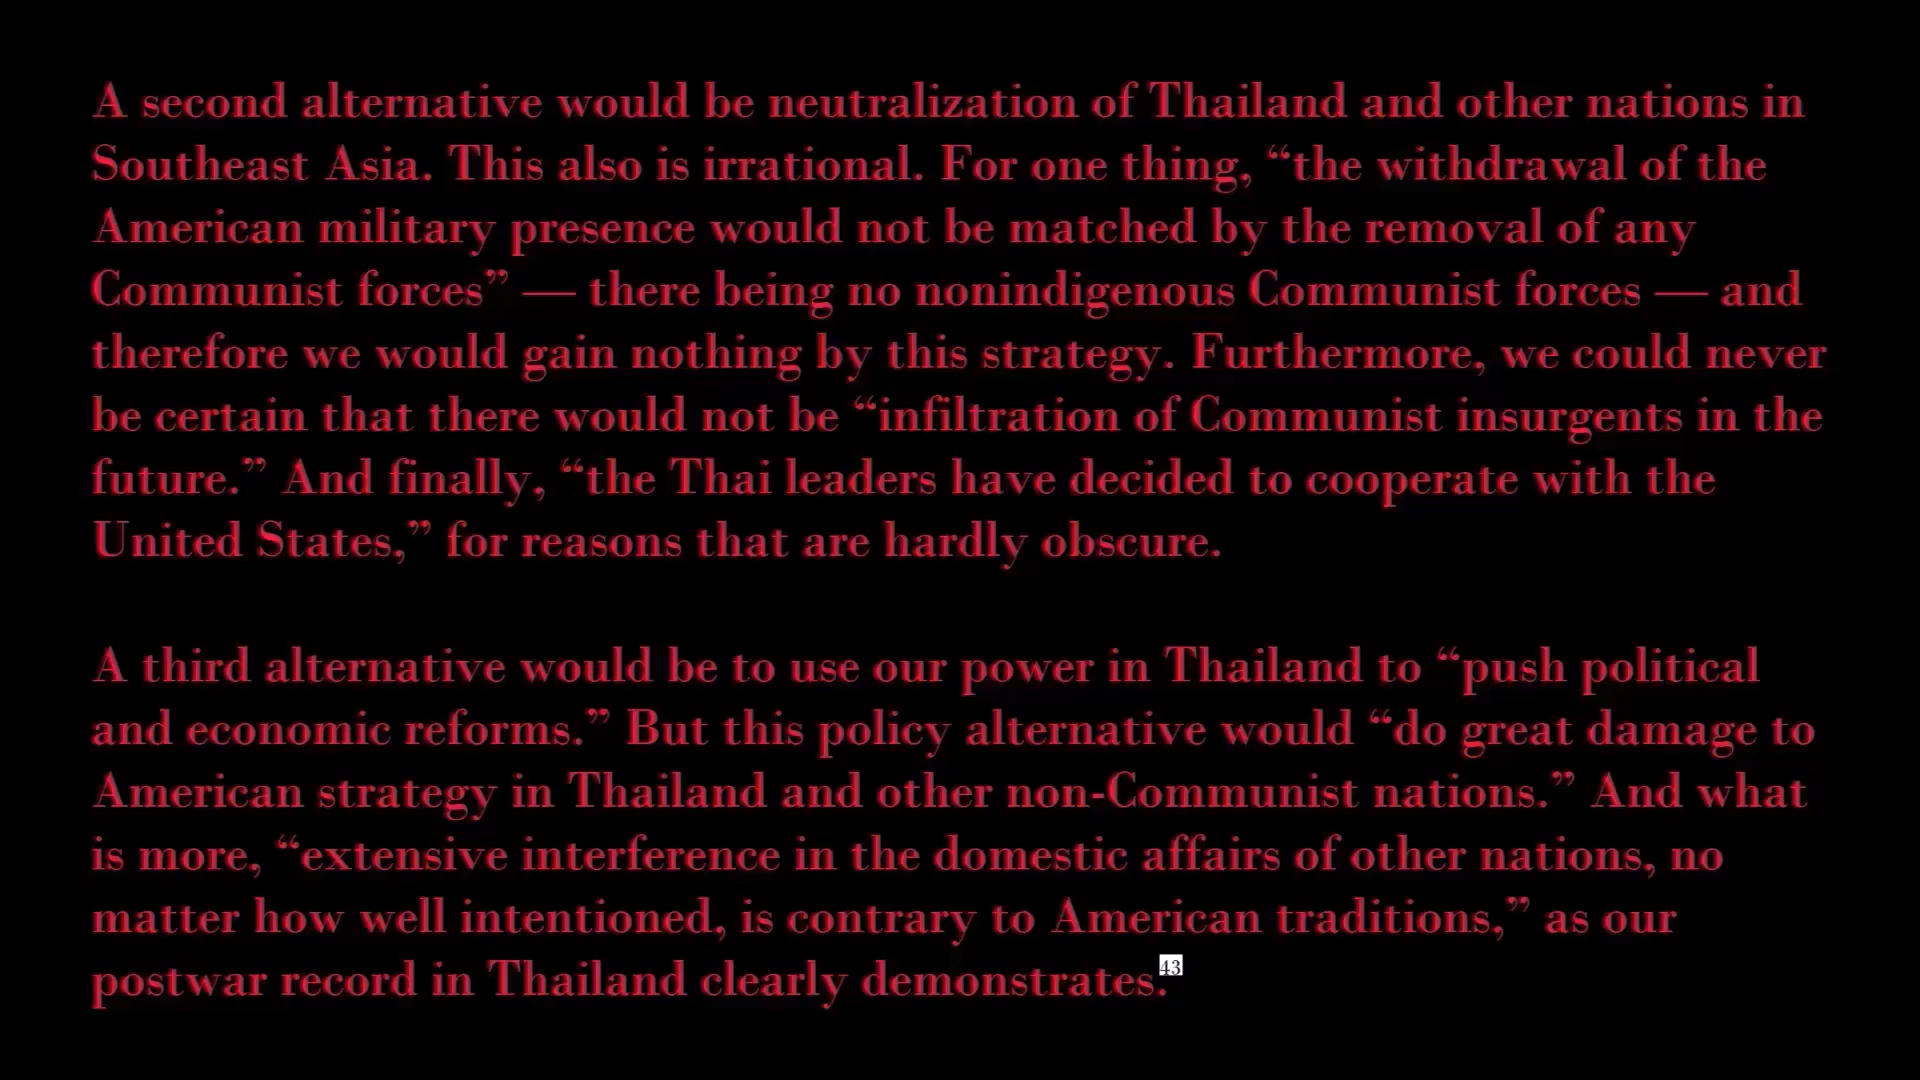 A second alternative would be neutralization of Thailand and other nations in
Southeast Asia. This also is irrational. For one thing, “the withdrawal of the
American military presence would not be matched by the removal of any
Communist forces” — there being no nonindigenous Communist forces — and
therefore we would gain nothing by this strategy. Furthermore, we could never
be certain that there would not be “infiltration of Communist insurgents in the
future.” And finally, “the Thai leaders have decided to cooperate with the
United States,” for reasons that are hardly obscure.
A third alternative would be to use our power in Thailand to “push political
and economic reforms.” But this policy alternative would “do great damage to
American strategy in Thailand and other non-Communist nations.” And what
is more, “extensive interference in the domestic affairs of other nations, no
matter how well intentioned, is contrary to American traditions,” as our
postwar record in Thailand clearly demonstrates.43